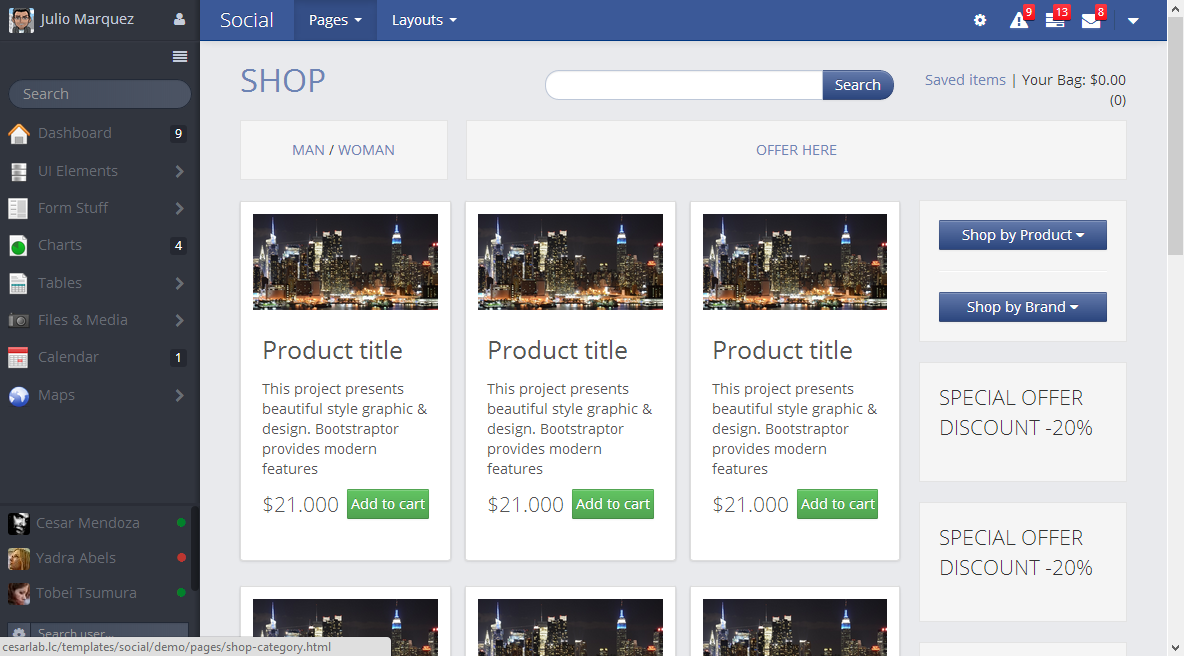 Julio Marquez
Social
Pages
Layouts
9
13
8
Search
Dashboard
9
UI Elements
Form Stuff
Charts
4
Tables
Files & Media
Calendar
1
Maps
Cesar Mendoza
Yadra Abels
Tobei Tsumura
Search user...
cesarlab.lc/templates/social/demo/pages/shop-category.html
SHOP
Search
Saved items | Your Bag: $0.00
(0)
MAN / WOMAN
OFFER HERE
Product title
This project presents
beautiful style graphic &
design. Bootstraptor
provides modern
features
$21.000
Add to cart
Product title
This project presents
beautiful style graphic &
design. Bootstraptor
provides modern
features
$21.000
Add to cart
Product title
This project presents
beautiful style graphic &
design. Bootstraptor
provides modern
features
$21.000
Add to cart
Shop by Product
Shop by Brand
SPECIAL OFFER
DISCOUNT -20%
SPECIAL OFFER
DISCOUNT -20%